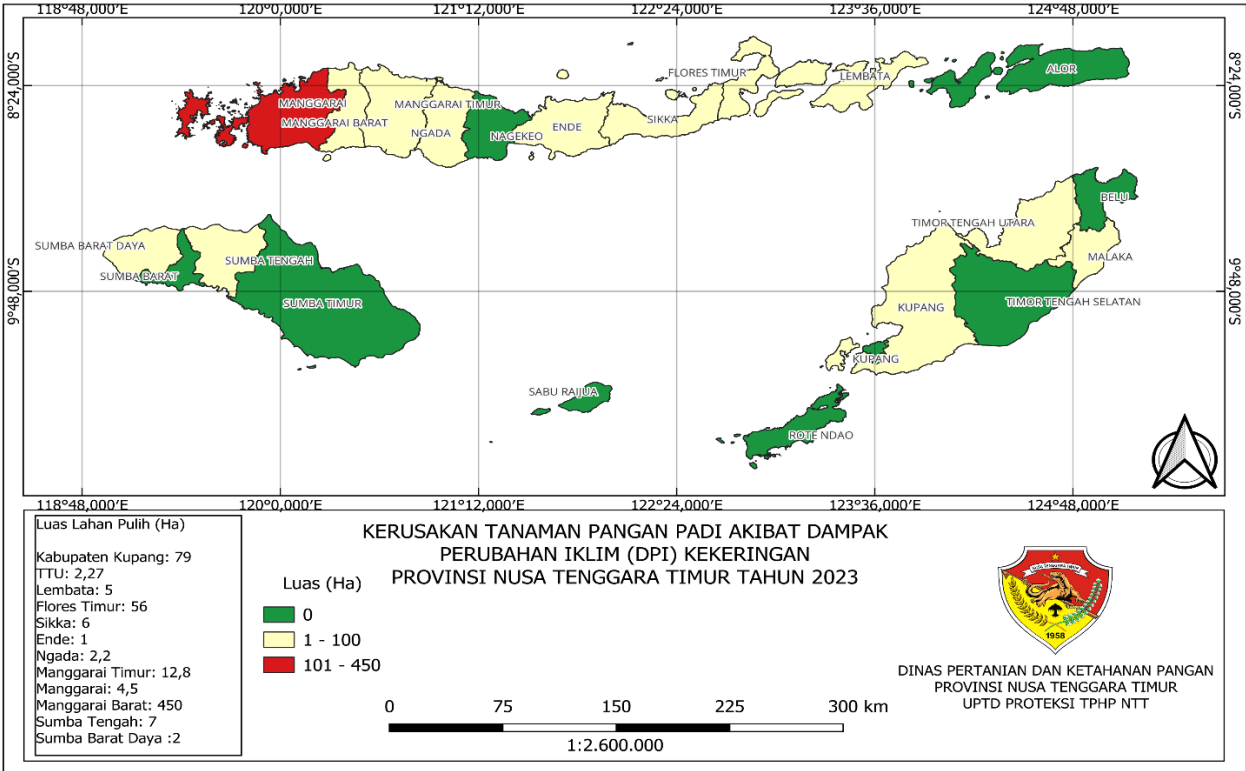 118°48,000'E 120°0,000'E 121°12,000'E 122°24,000'E 123°36,000'E 124°48,000'E
8°24,000'S
8°24,000'S
FLORES TIMUR
LEMBATA
ALOR
MANGGARAI
MANGGARAI TIMUR
MANGGARAI BARAT
NGADA
NAGEKEO
ENDE
SIKKA
BELU
TIMOR TENGAH UTARA
SUMBA BARAT DAYA
MALAKA
SUMBA TENGAH
SUMBA BARAT
9°48,000'S
9°48,000'S
SUMBA TIMUR
KUPANG
TIMOR TENGAH SELATAN
KUPANG
SABU RAIJUA
ROTE NDAO
118°48,000'E 120°0,000'E 121°12,000'E 122°24,000'E 123°36,000'E 124°48,000'E
Luas Lahan Pulih (Ha)
Kabupaten Kupang: 79
TTU: 2,27
Lembata: 5
Flores Timur: 56
Sikka: 6
Ende: 1
Ngada: 2,2
Manggarai Timur: 12,8
Manggarai: 4,5
Manggarai Barat: 450
Sumba Tengah: 7
Sumba Barat Daya :2
KERUSAKAN TANAMAN PANGAN PADI AKIBAT DAMPAK
PERUBAHAN IKLIM (DPI) KEKERINGAN
PROVINSI NUSA TENGGARA TIMUR TAHUN 2023
Luas (Ha)
0
1 - 100
101 - 450
0 75 150 225 300 km
1:2.600.000
NUSA TENGGARA TIMUR
1958
DINAS PERTANIAN DAN KETAHANAN PANGAN
PROVINSI NUSA TENGGARA TIMUR
UPTD PROTEKSI TPHP NTT